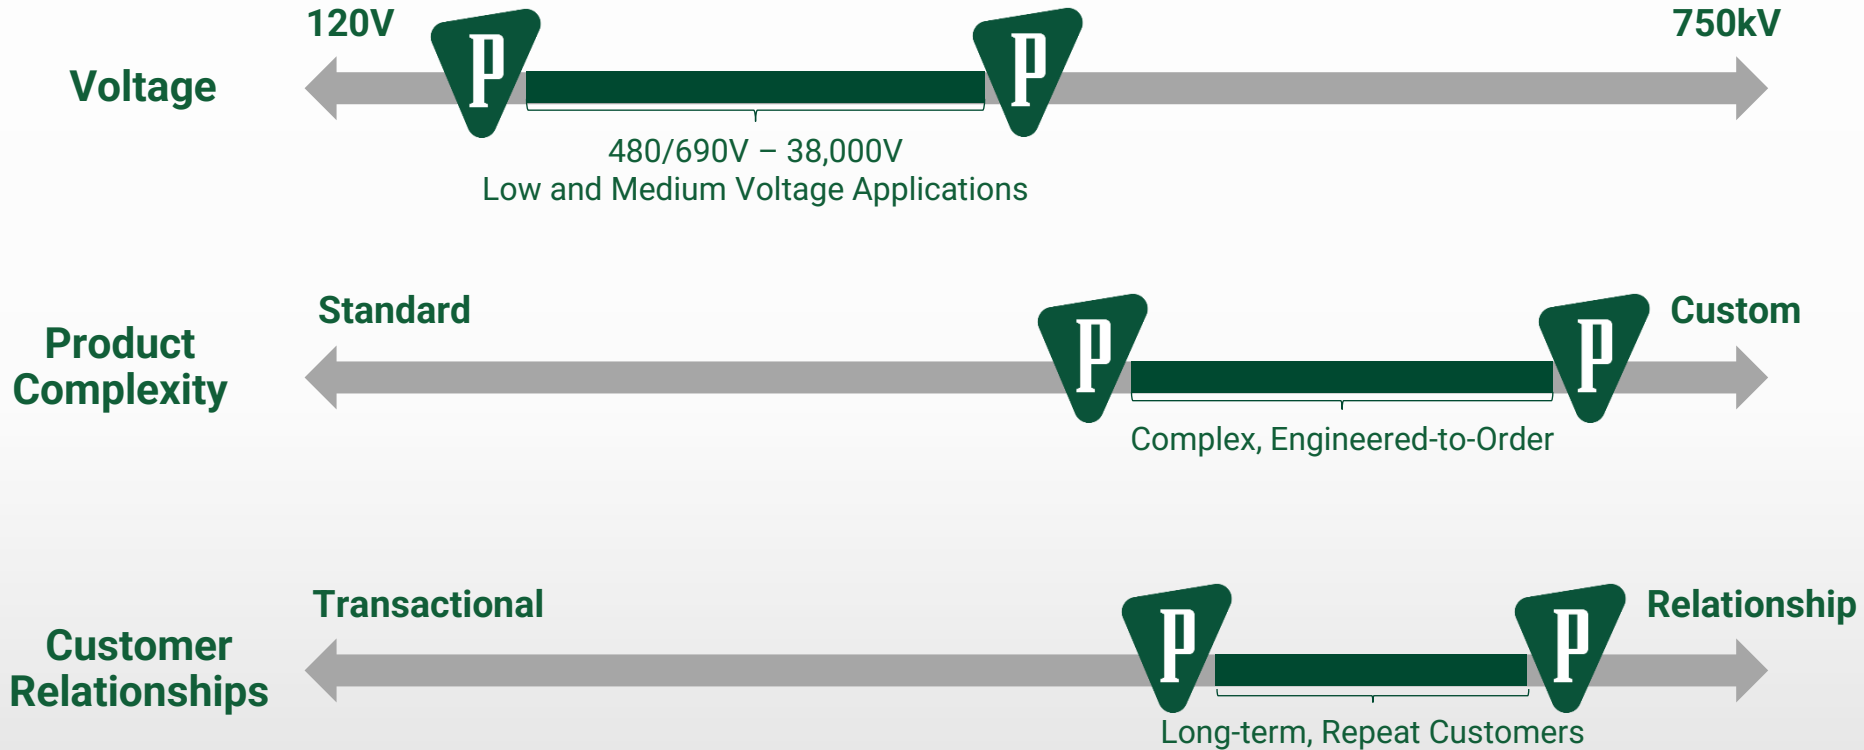 120V
750kV
P
P
Voltage
480/690V – 38,000V
Low and Medium Voltage Applications
Standard
Custom
P
P
Product
Complexity
Complex, Engineered-to-Order
Transactional
Relationship
P
P
Customer
Relationships
Long-term, Repeat Customers